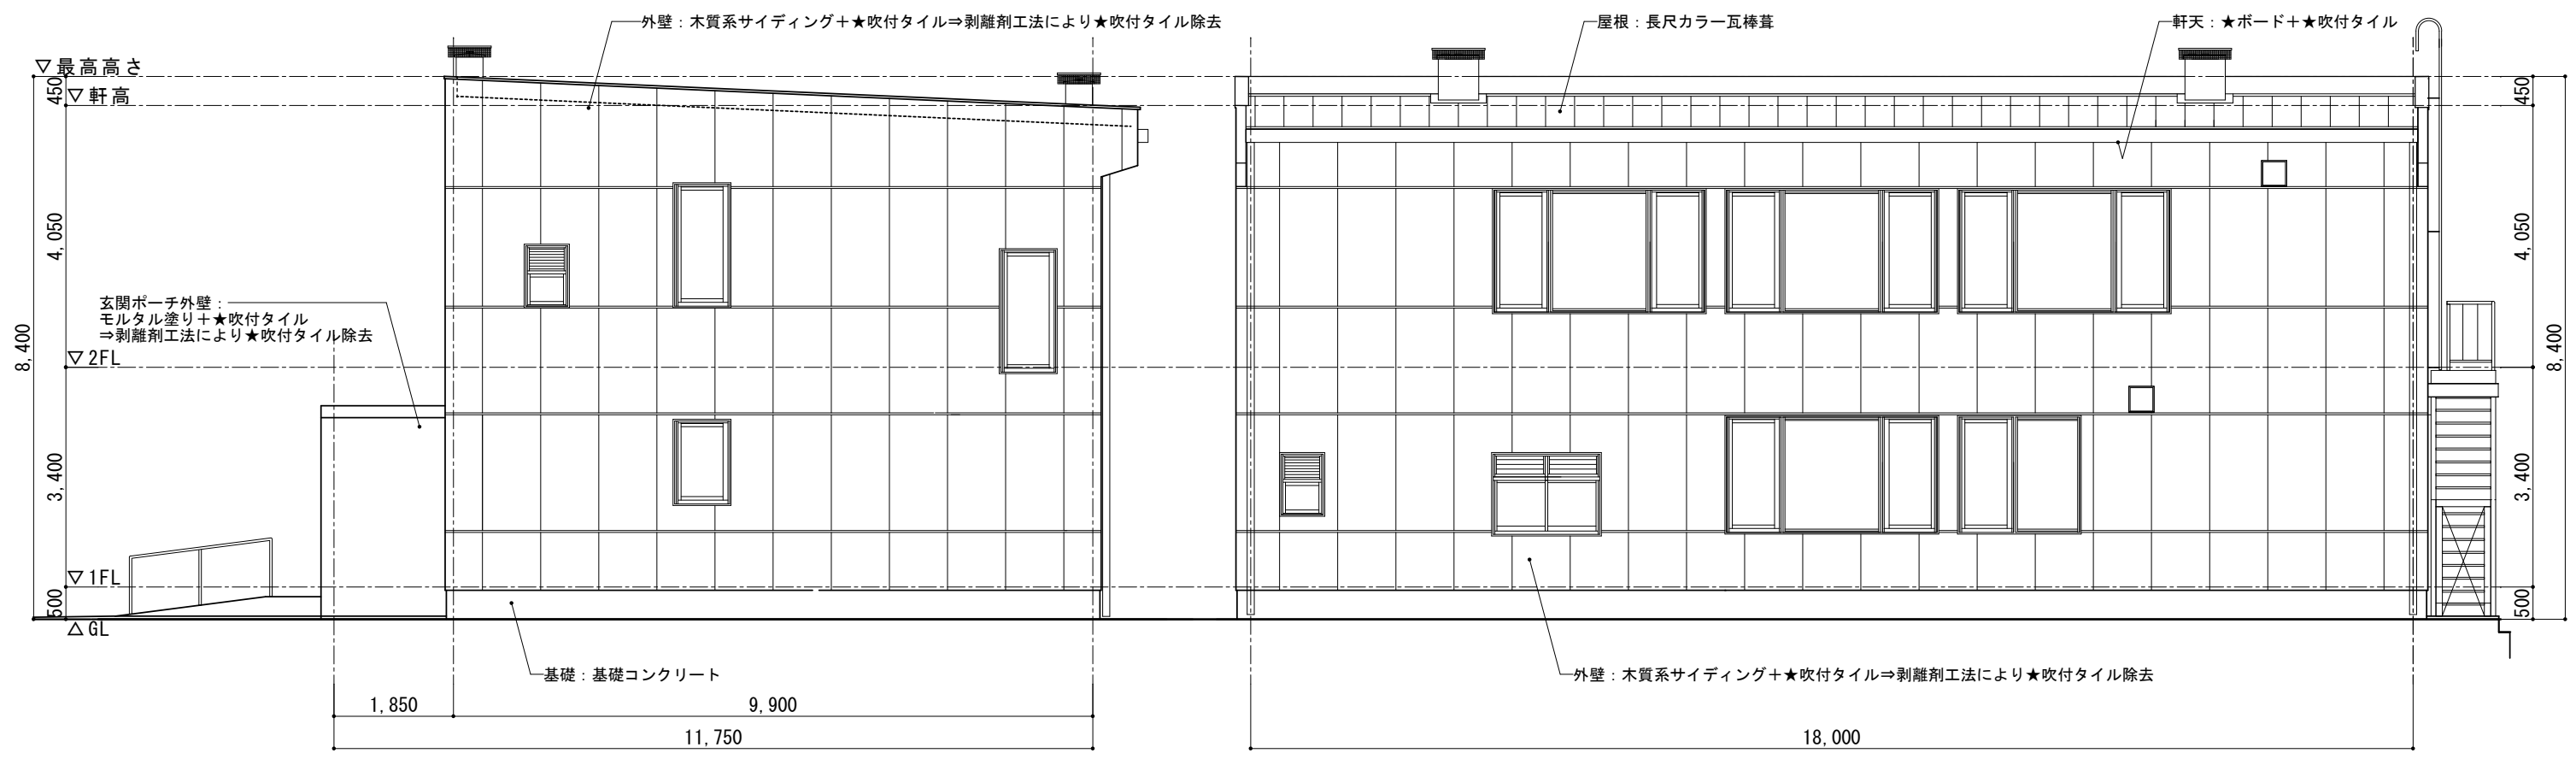 外壁：木質系サイディング＋★吹付タイル⇒剥離剤工法により★吹付タイル除去
屋根：長尺カラー瓦棒葺
軒天：★ボード＋★吹付タイル
▽最高高さ
450
▽軒高
4,050
8,400
玄関ポーチ外壁：
モルタル塗り＋★吹付タイル
⇒剥離剤工法により★吹付タイル除去
▽2FL
3,400
▽1FL
500
△GL
450
4,050
8,400
3,400
500
基礎：基礎コンクリート
外壁：木質系サイディング＋★吹付タイル⇒剥離剤工法により★吹付タイル除去
1,850
9,900
11,750
18,000